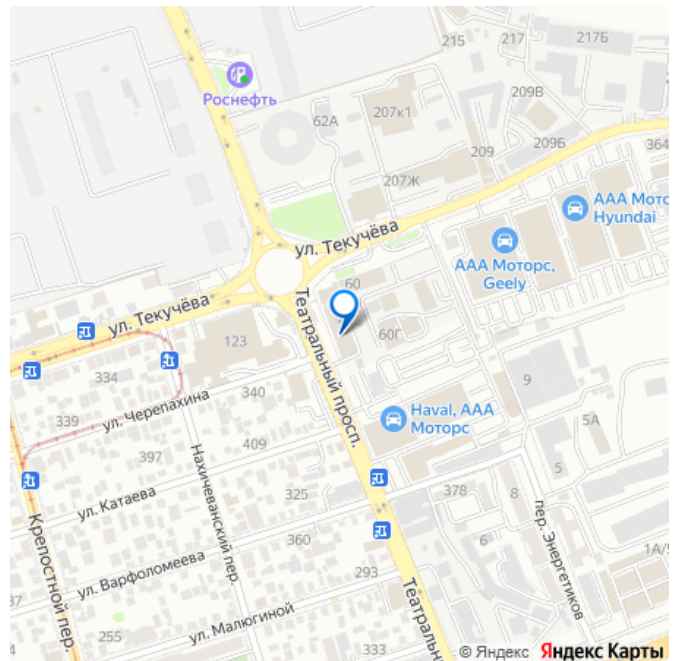 215
217
217Б
Роснефть
62А
207к1
209В
209
209Б
364
207Ж
ААА Мото
Hyundai
ул. Текучёва
ААА Моторс,
Geely
60
ул. Текучёва
Театральный просп.
123
60Г
334
340
9
339
ул. Черепахина
Haval, ААА
Моторс
5А
397
409
Нахичеванский пер.
ул. Катаева
325
378
8
5
Крепостной пер.
360
6
пер. Энергетиков
1А/
ул. Варфоломеева
293
Театральн
37
255
ул. Малюгиной
333
© Яндекс Яндекс Карты